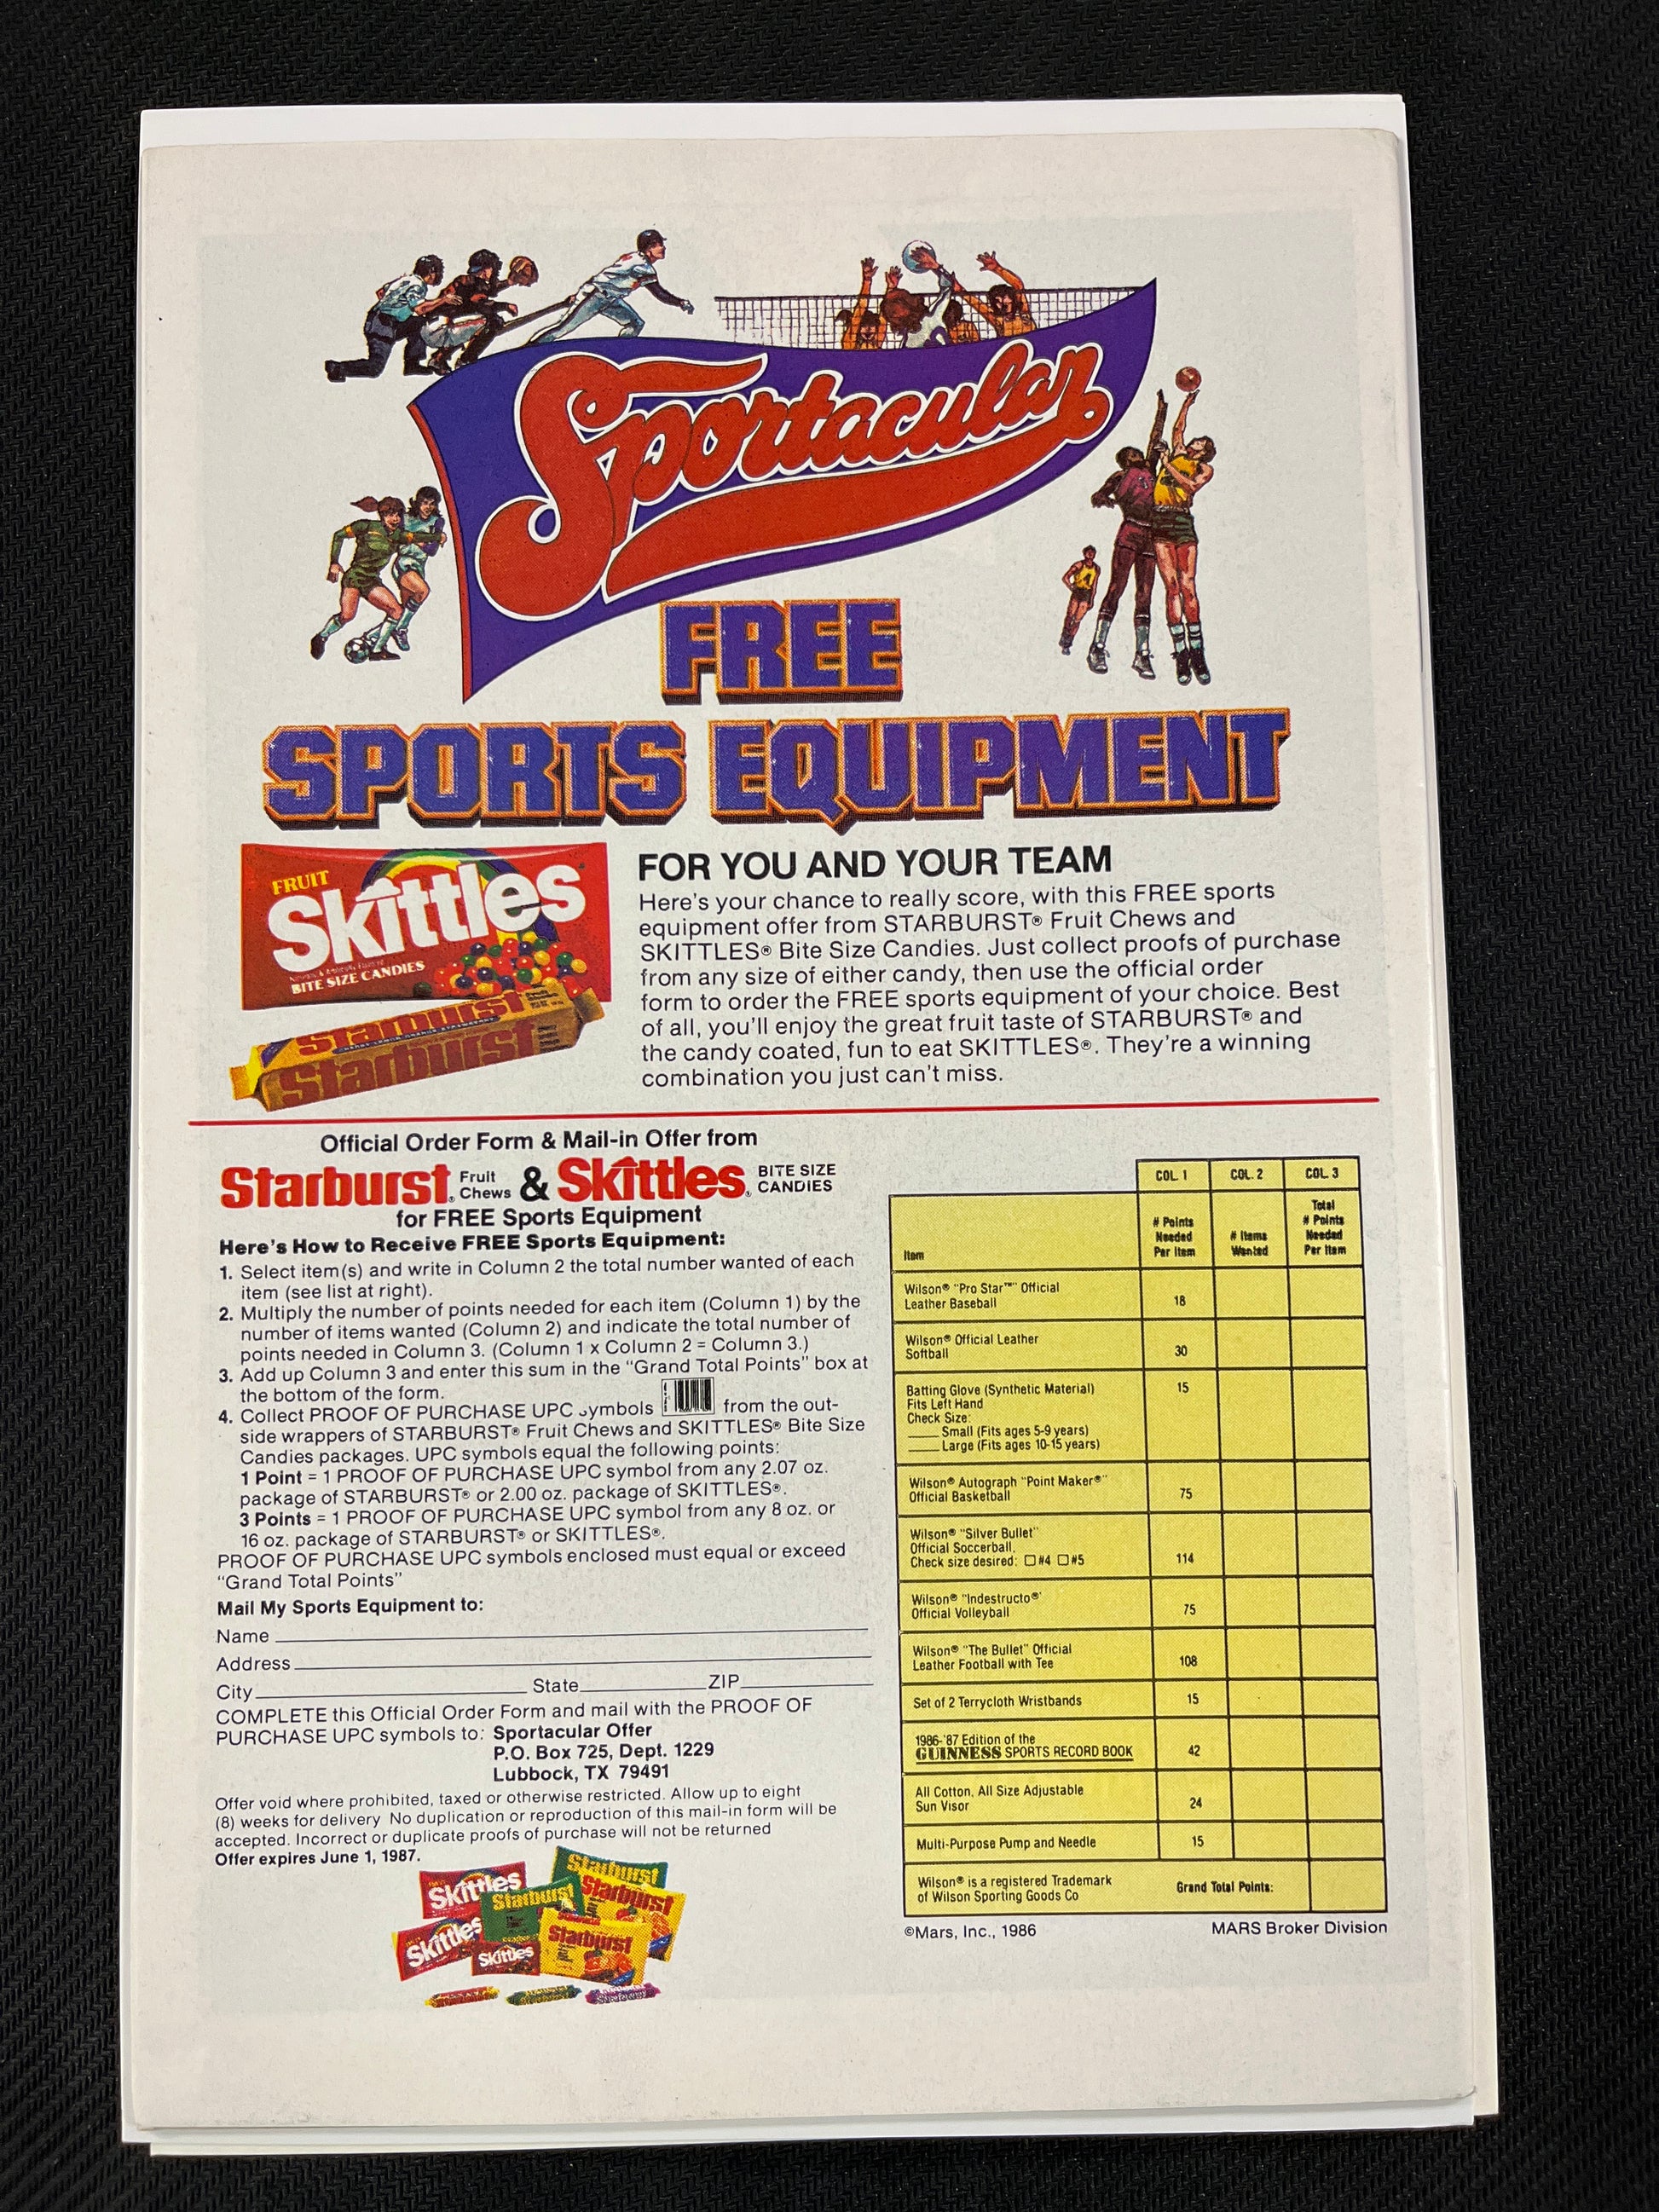 Sportacular
FREE
SPORTS EQUIPMENT
FRUIT
Skittles
BITE SIZE CANDIES
Starburst
Starburst
FOR YOU AND YOUR TEAM
Here's your chance to really score, with this FREE sports
equipment offer from STARBURST® Fruit Chews and
SKITTLES® Bite Size Candies. Just collect proofs of purchase
from any size of either candy, then use the official order
form to order the FREE sports equipment of your choice. Best
of all, you'll enjoy the great fruit taste of STARBURST® and
the candy coated, fun to eat SKITTLES®. They're a winning
combination you just can't miss.
Official Order Form & Mail-in Offer from
Starburst® Fruit Chews & Skittles® BITE SIZE CANDIES
for FREE Sports Equipment
Here's How to Receive FREE Sports Equipment:
1. Select item(s) and write in Column 2 the total number wanted of each
item (see list at right).
2. Multiply the number of points needed for each item (Column 1) by the
number of items wanted (Column 2) and indicate the total number of
points needed in Column 3. (Column 1 x Column 2 = Column 3.)
3. Add up Column 3 and enter this sum in the "Grand Total Points" box at
the bottom of the form.
4. Collect PROOF OF PURCHASE UPC symbols from the out-
side wrappers of STARBURST® Fruit Chews and SKITTLES® Bite Size
Candies packages. UPC symbols equal the following points:
1 Point = 1 PROOF OF PURCHASE UPC symbol from any 2.07 oz.
package of STARBURST® or 2.00 oz. package of SKITTLES®.
3 Points = 1 PROOF OF PURCHASE UPC symbol from any 8 oz. or
16 oz. package of STARBURST® or SKITTLES®.
PROOF OF PURCHASE UPC symbols enclosed must equal or exceed
"Grand Total Points"
Mail My Sports Equipment to:
Name
Address
City State ZIP
COMPLETE this Official Order Form and mail with the PROOF OF
PURCHASE UPC symbols to: Sportacular Offer
P.O. Box 725, Dept. 1229
Lubbock, TX 79491
Offer void where prohibited, taxed or otherwise restricted. Allow up to eight
(8) weeks for delivery No duplication or reproduction of this mail-in form will be
accepted. Incorrect or duplicate proofs of purchase will not be returned
Offer expires June 1, 1987.
Skittles
Starburst
Starburst
Starburst
Skittles
Skittles
Starburst
COL. 1 COL. 2 COL. 3
Item # Points Needed Per Item # Items Wanted Total # Points Needed Per Item
Wilson® "Pro Star™" Official
Leather Baseball 18
Wilson® Official Leather
Softball 30
Batting Glove (Synthetic Material) 15
Fits Left Hand
Check Size:
____ Small (Fits ages 5-9 years)
____ Large (Fits ages 10-15 years)
Wilson® Autograph "Point Maker®"
Official Basketball 75
Wilson® "Silver Bullet"
Official Soccerball.
Check size desired: ☐ #4 ☐ #5 114
Wilson® "Indestructo®'
Official Volleyball 75
Wilson® "The Bullet" Official
Leather Football with Tee 108
Set of 2 Terrycloth Wristbands 15
1986-'87 Edition of the
GUINNESS SPORTS RECORD BOOK 42
All Cotton, All Size Adjustable
Sun Visor 24
Multi-Purpose Pump and Needle 15
Wilson® is a registered Trademark
of Wilson Sporting Goods Co Grand Total Points:
©Mars, Inc., 1986 MARS Broker Division